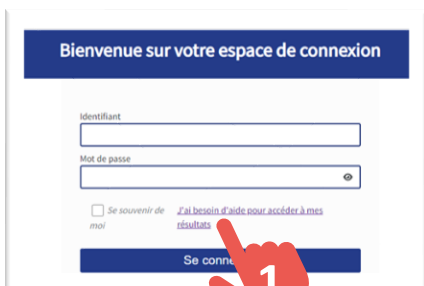 Bienvenue sur votre espace de connexion
Identifiant
Mot de passe
Se souvenir de moi
J'ai besoin d'aide pour accéder à mes
résultats
Se conne
1